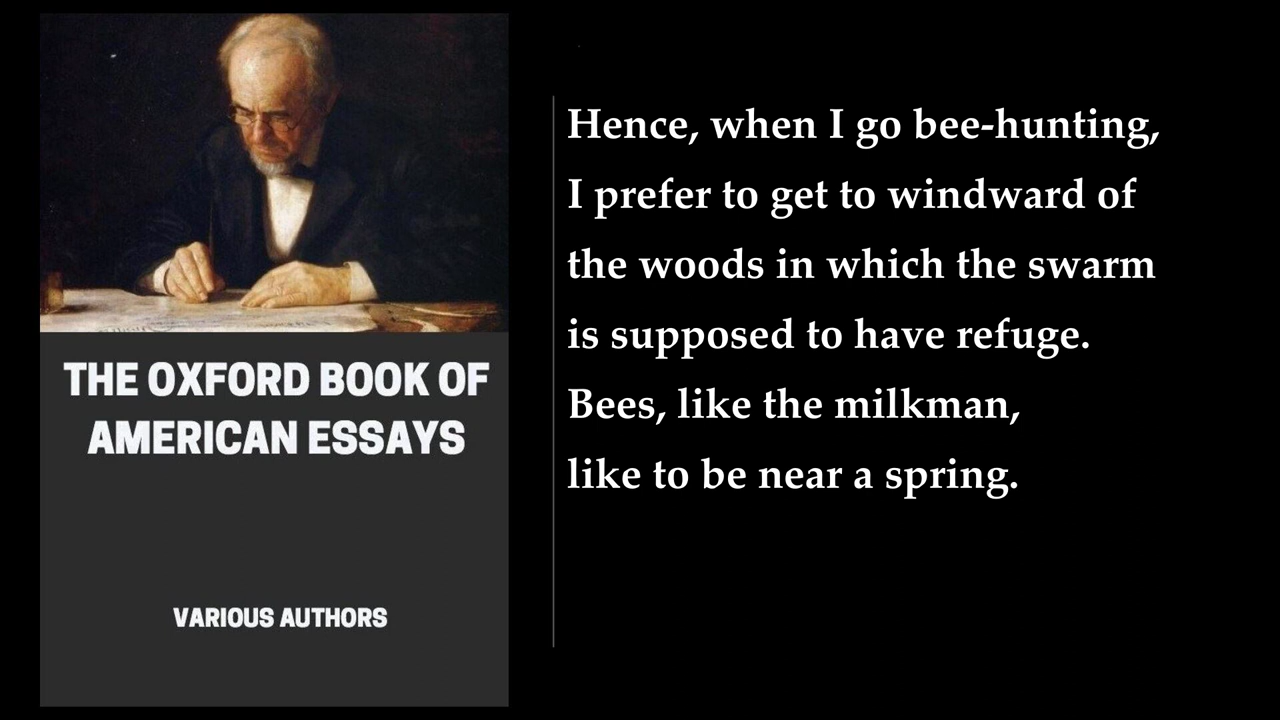 THE OXFORD BOOK OF
AMERICAN ESSAYS
VARIOUS AUTHORS
Hence, when I go bee-hunting,
I prefer to get to windward of
the woods in which the swarm
is supposed to have refuge.
Bees, like the milkman,
like to be near a spring.